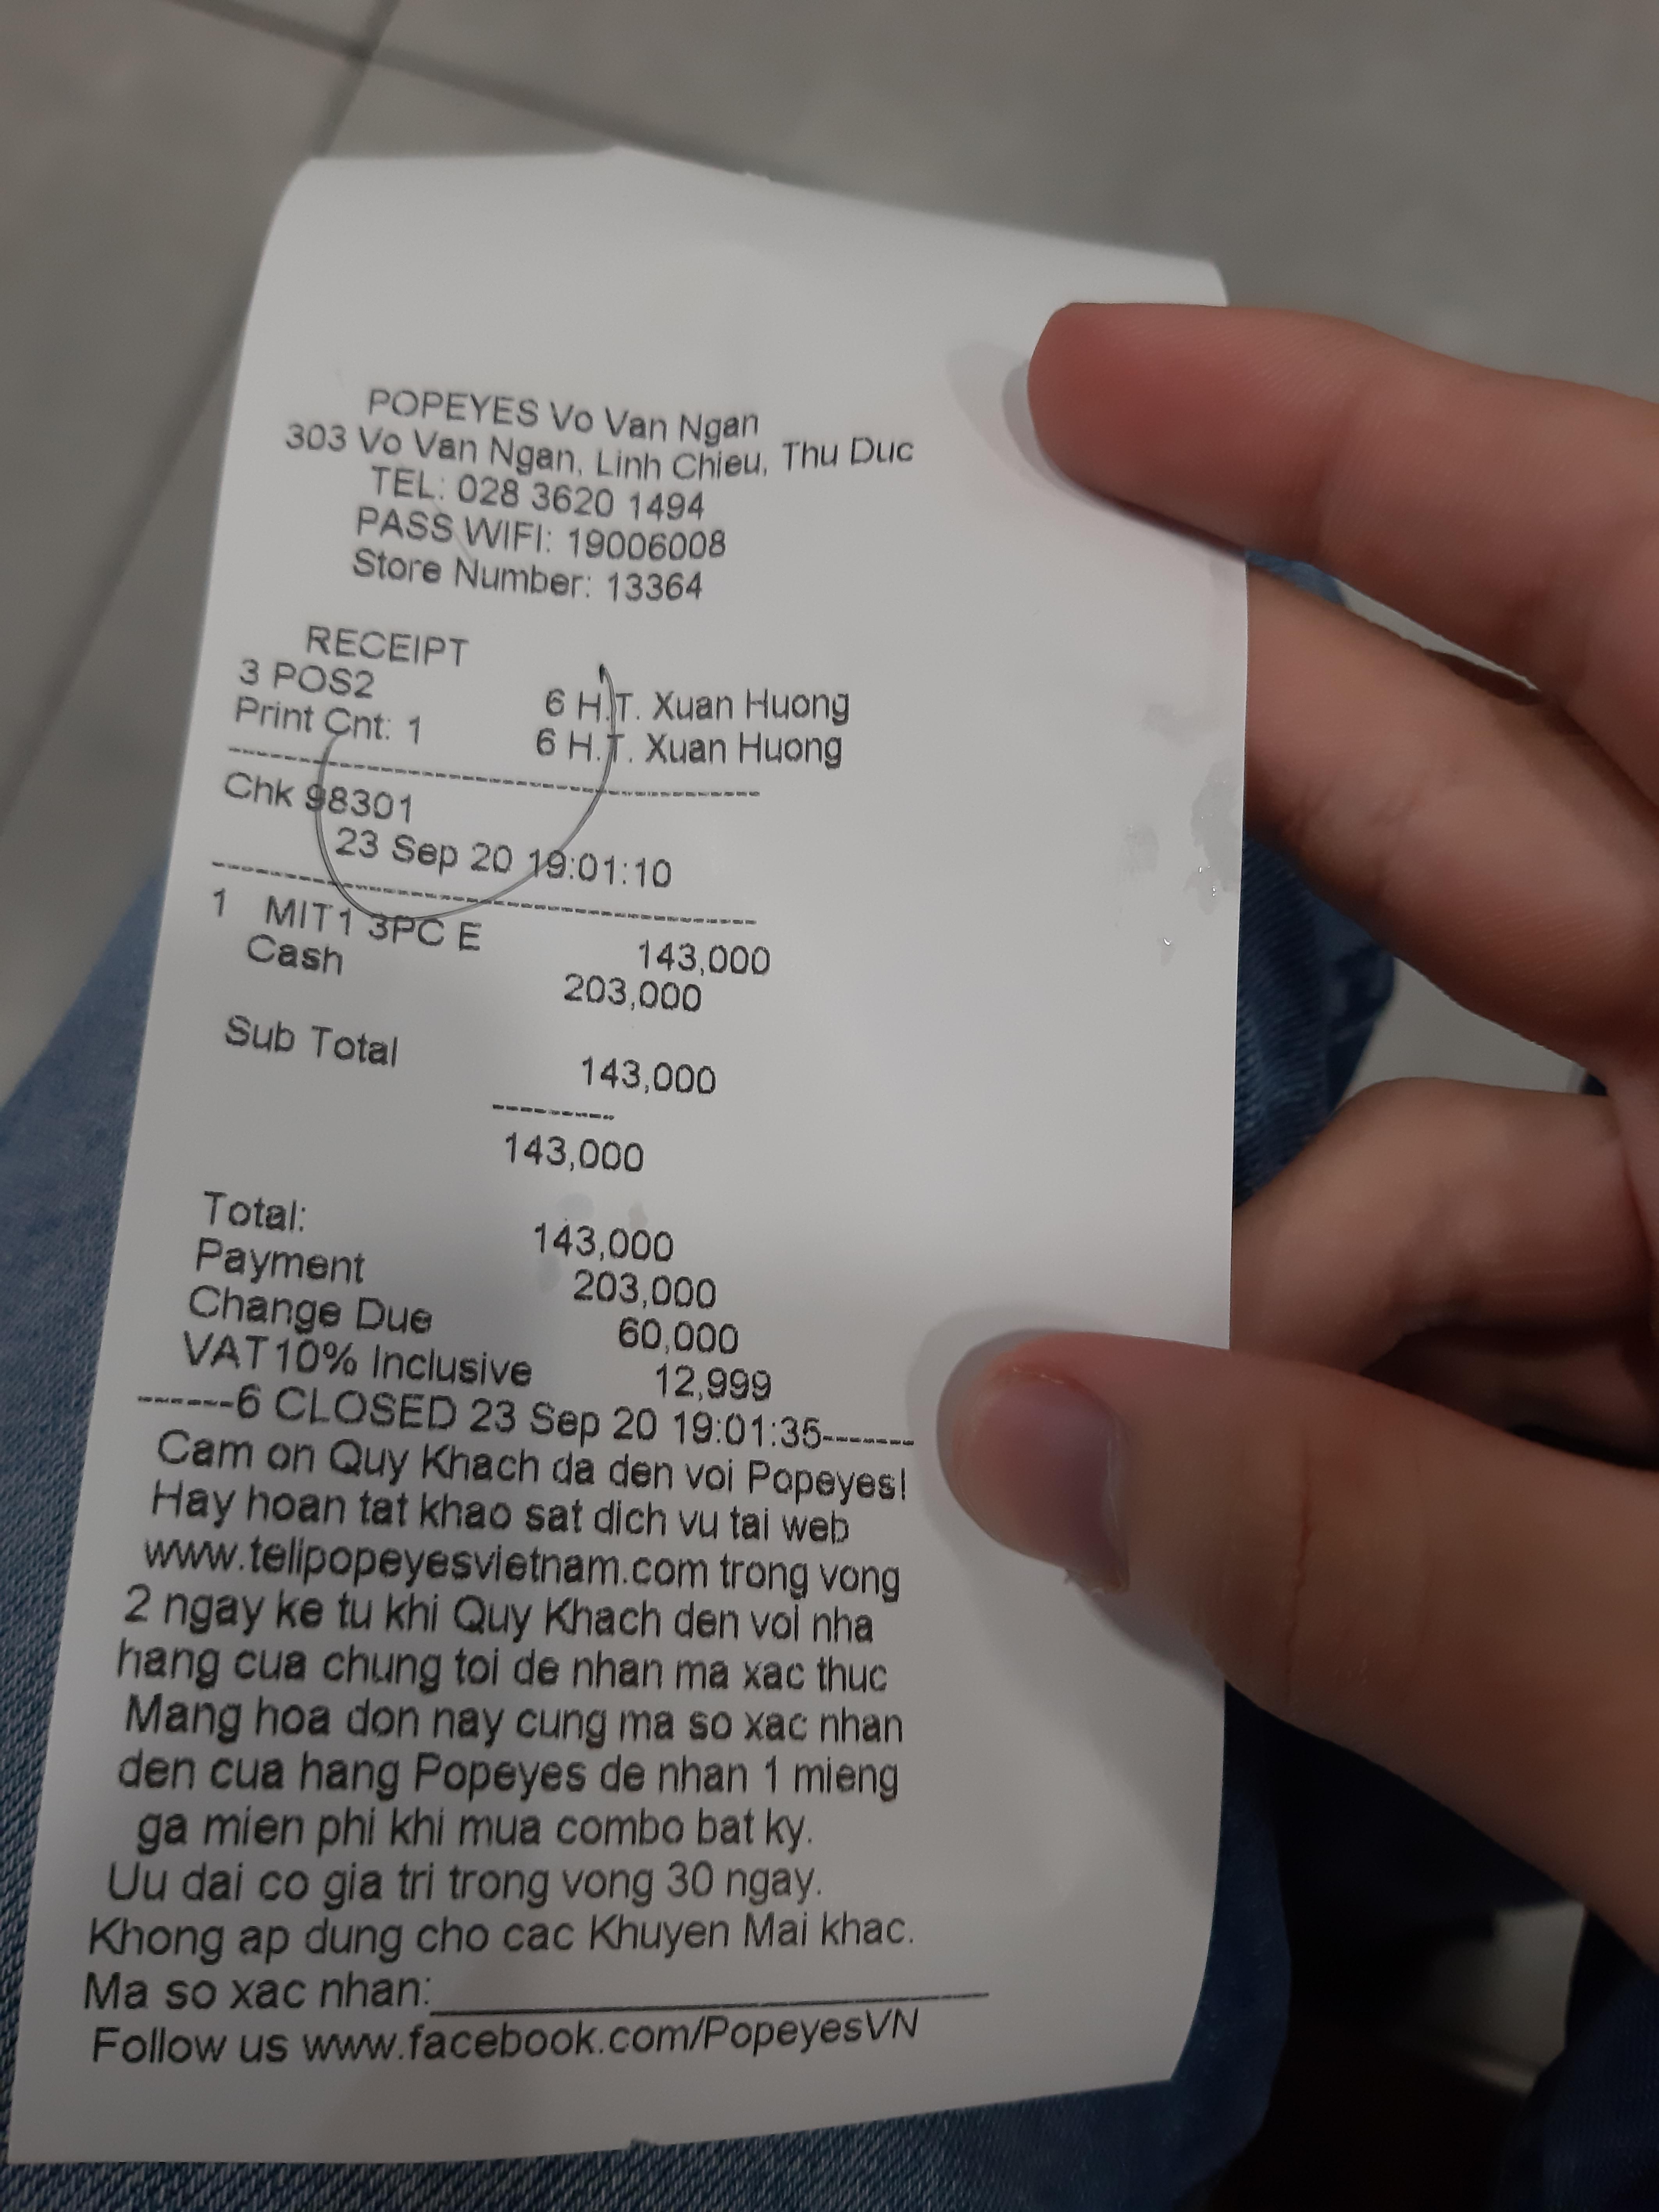 POPEYES Vo Van Ngan
303 Vo Van Ngan, Linh Chieu, Thu Duc
TEL: 028 3620 1494
PASS WIFI: 19006008
Store Number: 13364
RECEIPT
3 POS2 6 H.T. Xuan Huong
Print Cnt: 1 6 H.T. Xuan Huong
--------------------------------------------
Chk 98301
23 Sep 20 19:01:10
--------------------------------------------
1 MIT1 3PC E 143,000
Cash 203,000
Sub Total 143,000
----------
143,000
Total: 143,000
Payment 203,000
Change Due 60,000
VAT10% Inclusive 12,999
-------6 CLOSED 23 Sep 20 19:01:35-------
Cam on Quy Khach da den voi Popeyes!
Hay hoan tat khao sat dich vu tai web
www.tellpopeyesvietnam.com trong vong
2 ngay ke tu khi Quy Khach den voi nha
hang cua chung toi de nhan ma xac thuc
Mang hoa don nay cung ma so xac nhan
den cua hang Popeyes de nhan 1 mieng
ga mien phi khi mua combo bat ky.
Uu dai co gia tri trong vong 30 ngay.
Khong ap dung cho cac Khuyen Mai khac.
Ma so xac nhan:____________________
Follow us www.facebook.com/PopeyesVN